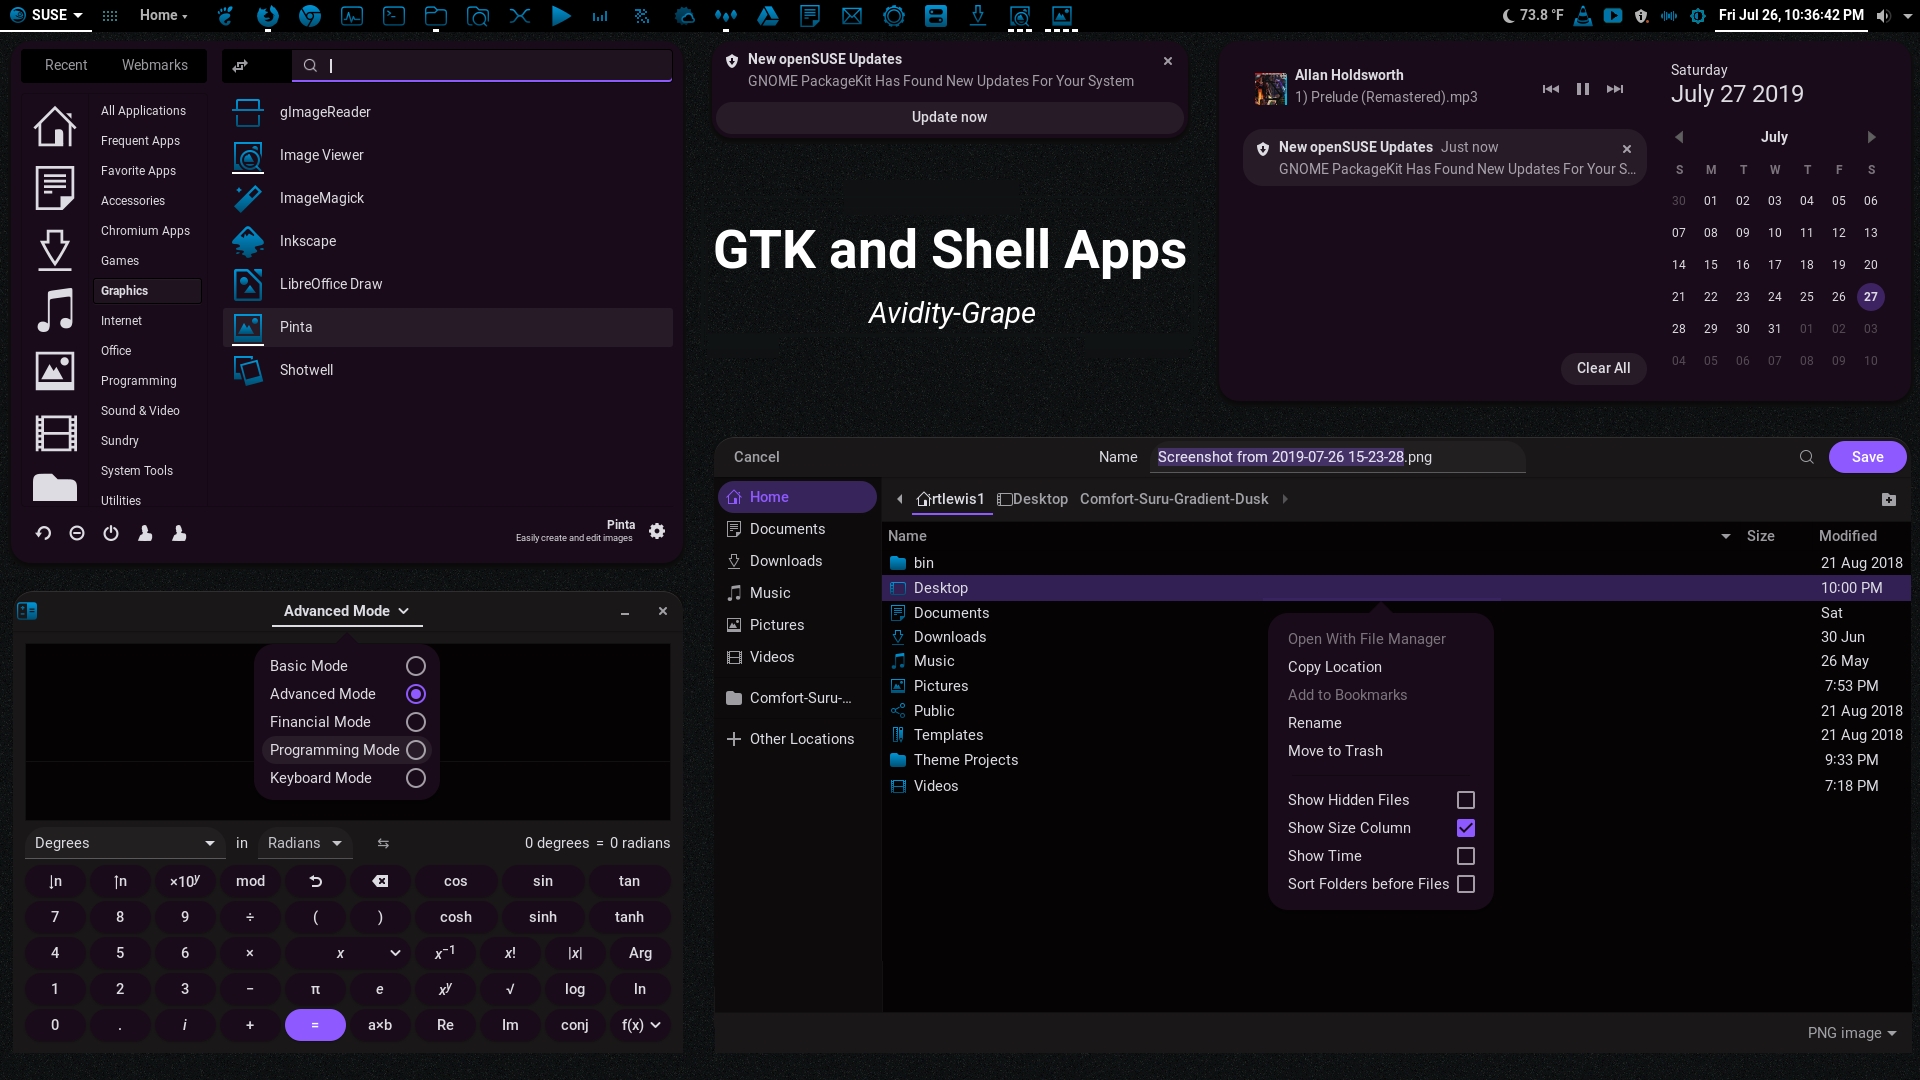 SUSE
Home
73.8 °F
Fri Jul 26, 10:36:42 PM
Recent
Webmarks
All Applications
Frequent Apps
Favorite Apps
Accessories
Chromium Apps
Games
Graphics
Internet
Office
Programming
Sound & Video
Sundry
System Tools
Utilities
gImageReader
Image Viewer
ImageMagick
Inkscape
LibreOffice Draw
Pinta
Shotwell
Pinta
Easily create and edit images
New openSUSE Updates
GNOME PackageKit Has Found New Updates For Your System
Update now
GTK and Shell Apps
Avidity-Grape
Allan Holdsworth
1) Prelude (Remastered).mp3
New openSUSE Updates Just now
GNOME PackageKit Has Found New Updates For Your S...
Clear All
Saturday
July 27 2019
July
S M T W T F S
30 01 02 03 04 05 06
07 08 09 10 11 12 13
14 15 16 17 18 19 20
21 22 23 24 25 26 27
28 29 30 31 01 02 03
04 05 06 07 08 09 10
Advanced Mode
Basic Mode
Advanced Mode
Financial Mode
Programming Mode
Keyboard Mode
Degrees in Radians 0 degrees = 0 radians
↓n ↑n ×10ʸ mod cos sin tan
7 8 9 ÷ ( ) cosh sinh tanh
4 5 6 × x x⁻¹ x! |x| Arg
1 2 3 − π e xʸ √ log ln
0 . i + = a×b Re Im conj f(x)
Cancel
Name
Screenshot from 2019-07-26 15-23-28.png
Save
Home
Documents
Downloads
Music
Pictures
Videos
Comfort-Suru-...
Other Locations
rtlewis1 Desktop Comfort-Suru-Gradient-Dusk
Name Size Modified
bin 21 Aug 2018
Desktop 10:00 PM
Documents Sat
Downloads 30 Jun
Music 26 May
Pictures 7:53 PM
Public 21 Aug 2018
Templates 21 Aug 2018
Theme Projects 9:33 PM
Videos 7:18 PM
Open With File Manager
Copy Location
Add to Bookmarks
Rename
Move to Trash
Show Hidden Files
Show Size Column
Show Time
Sort Folders before Files
PNG image